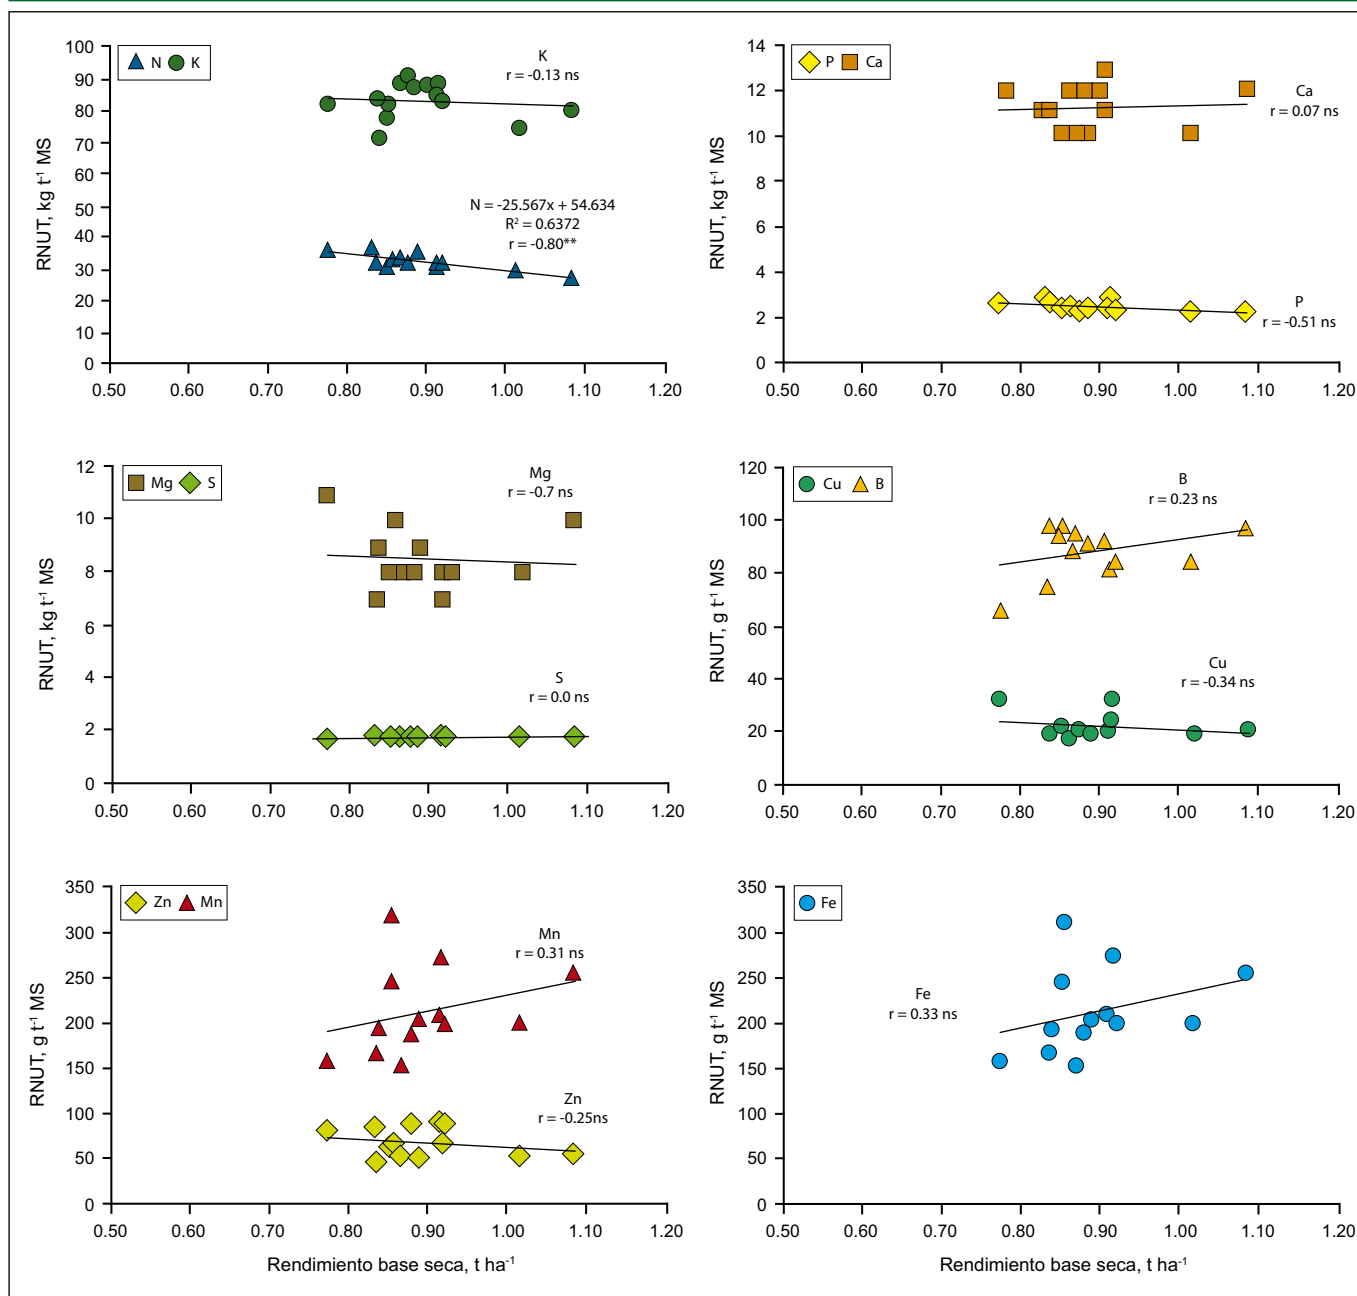 N K
K
r = -0.13 ns
N = -25.567x + 54.634
R² = 0.6372
r = -0.80**
RNUT, kg t⁻¹ MS
100
90
80
70
60
50
40
30
20
10
0
0.50 0.60 0.70 0.80 0.90 1.00 1.10 1.20
P Ca
Ca
r = 0.07 ns
P
r = -0.51 ns
RNUT, kg t⁻¹ MS
14
12
10
8
6
4
2
0
0.50 0.60 0.70 0.80 0.90 1.00 1.10 1.20
Mg S
Mg
r = -0.7 ns
S
r = 0.0 ns
RNUT, kg t⁻¹ MS
12
10
8
6
4
2
0
0.50 0.60 0.70 0.80 0.90 1.00 1.10 1.20
Cu B
B
r = 0.23 ns
Cu
r = -0.34 ns
RNUT, g t⁻¹ MS
120
100
80
60
40
20
0
0.50 0.60 0.70 0.80 0.90 1.00 1.10 1.20
Zn Mn
Mn
r = 0.31 ns
Zn
r = -0.25ns
RNUT, g t⁻¹ MS
350
300
250
200
150
100
50
0
0.50 0.60 0.70 0.80 0.90 1.00 1.10 1.20
Rendimiento base seca, t ha⁻¹
Fe
Fe
r = 0.33 ns
RNUT, g t⁻¹ MS
350
300
250
200
150
100
50
0
0.50 0.60 0.70 0.80 0.90 1.00 1.10 1.20
Rendimiento base seca, t ha⁻¹